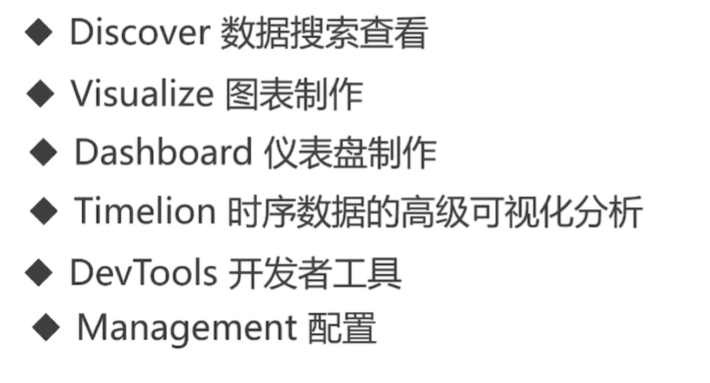 ◆ Discover 数据搜索查看
◆ Visualize 图表制作
◆ Dashboard 仪表盘制作
◆ Timelion 时序数据的高级可视化分析
◆ DevTools 开发者工具
◆ Management 配置